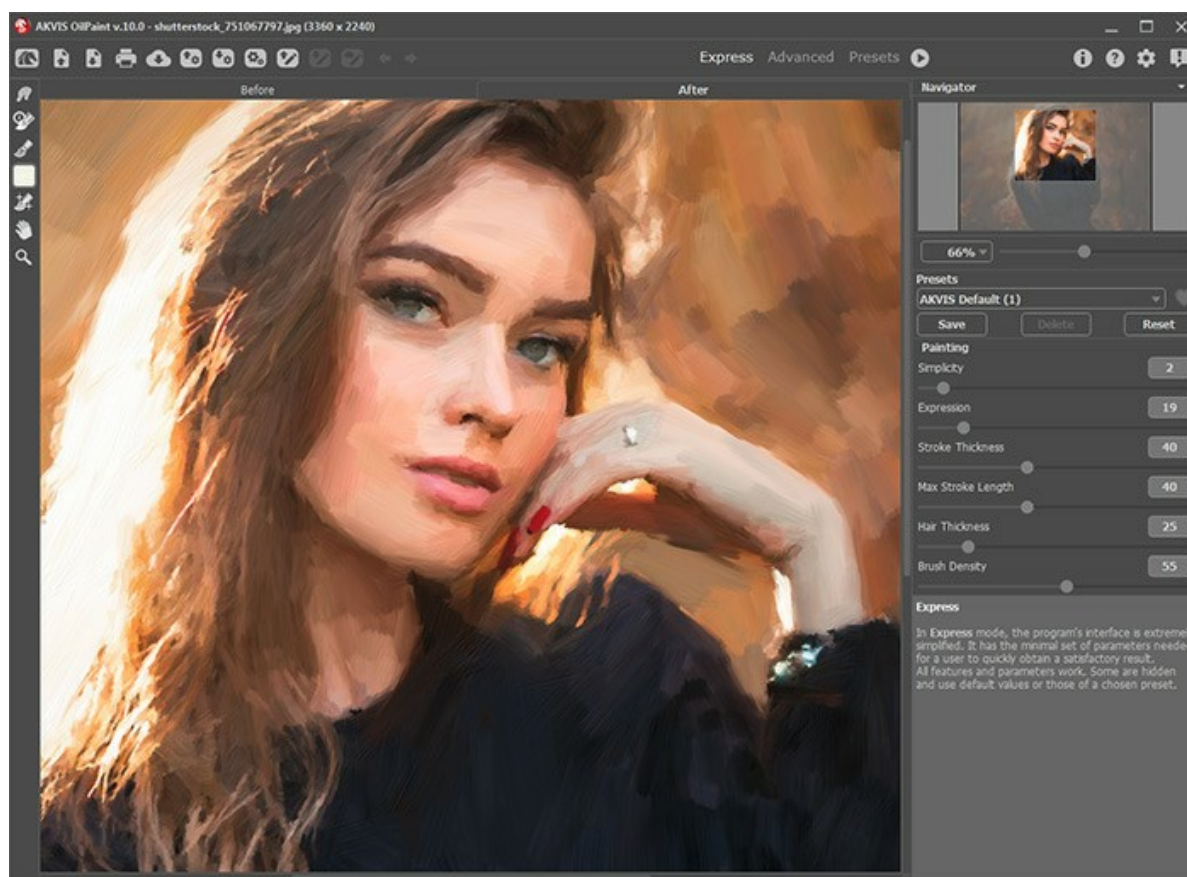 AKVIS OilPaint v.10.0 - shutterstock_751067797.jpg (3360 x 2240)
Express Advanced Presets
Before After
Navigator
66%
Presets
AKVIS Default (1)
Save Delete Reset
Painting
Simplicity 2
Expression 19
Stroke Thickness 40
Max Stroke Length 40
Hair Thickness 25
Brush Density 55
Express
In Express mode, the program's interface is extreme
simplified. It has the minimal set of parameters neede
for a user to quickly obtain a satisfactory result.
All features and parameters work. Some are hidden
and use default values or those of a chosen preset.